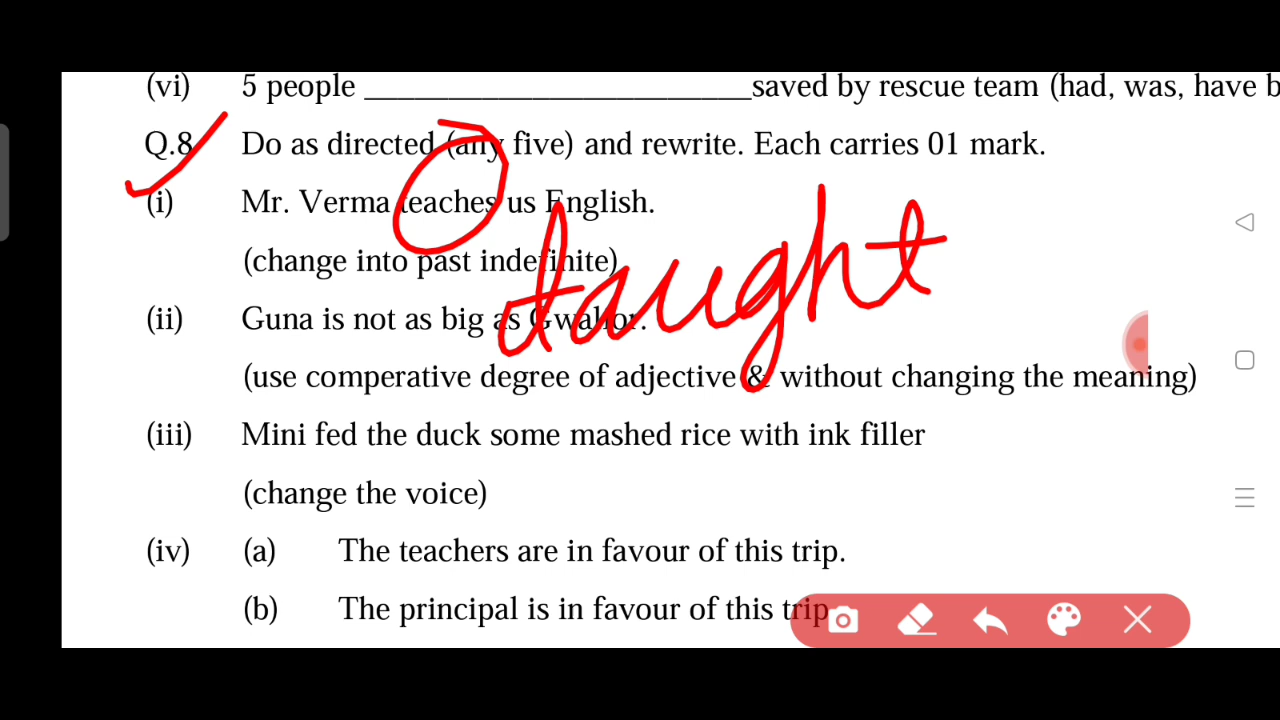 (vi) 5 people ______________________saved by rescue team (had, was, have b
Q.8 Do as directed (any five) and rewrite. Each carries 01 mark.
(i) Mr. Verma teaches us English.
(change into past indefinite)
taught
(ii) Guna is not as big as Gwalior.
(use comperative degree of adjective & without changing the meaning)
(iii) Mini fed the duck some mashed rice with ink filler
(change the voice)
(iv) (a) The teachers are in favour of this trip.
(b) The principal is in favour of this trip